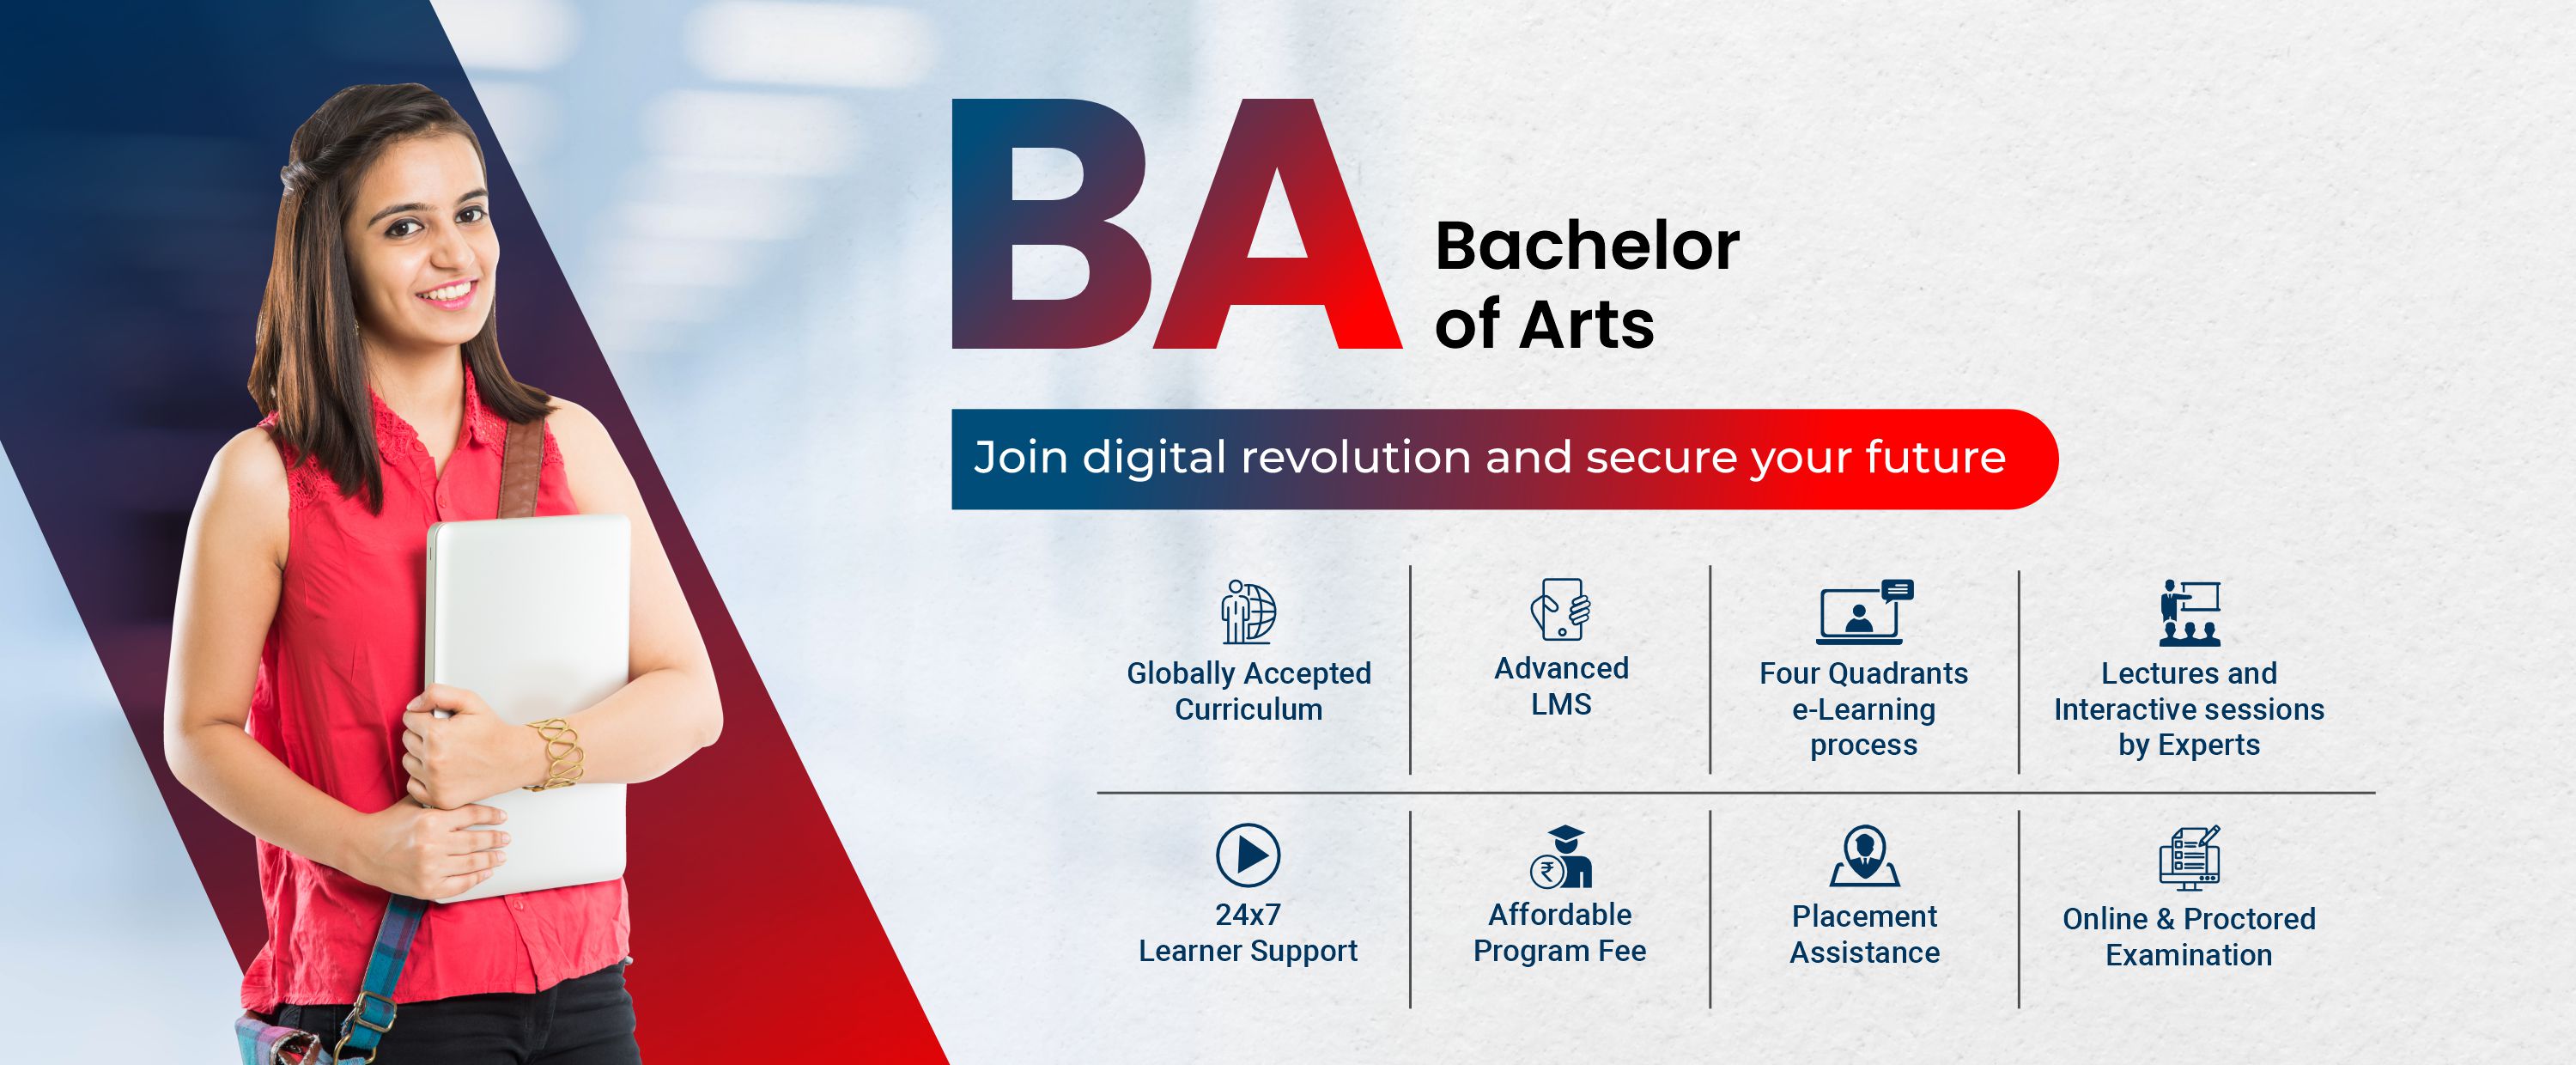 BA
Bachelor
of Arts
Join digital revolution and secure your future
Globally Accepted
Curriculum
Advanced
LMS
Four Quadrants
e-Learning
process
Lectures and
Interactive sessions
by Experts
24x7
Learner Support
₹
Affordable
Program Fee
Placement
Assistance
Online & Proctored
Examination